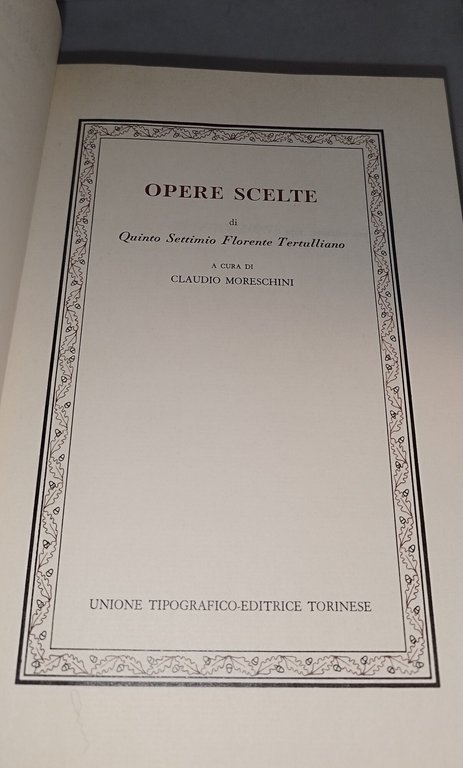 OPERE SCELTE
di
Quinto Settimio Florente Tertulliano
A CURA DI
CLAUDIO MORESCHINI
UNIONE TIPOGRAFICO-EDITRICE TORINESE